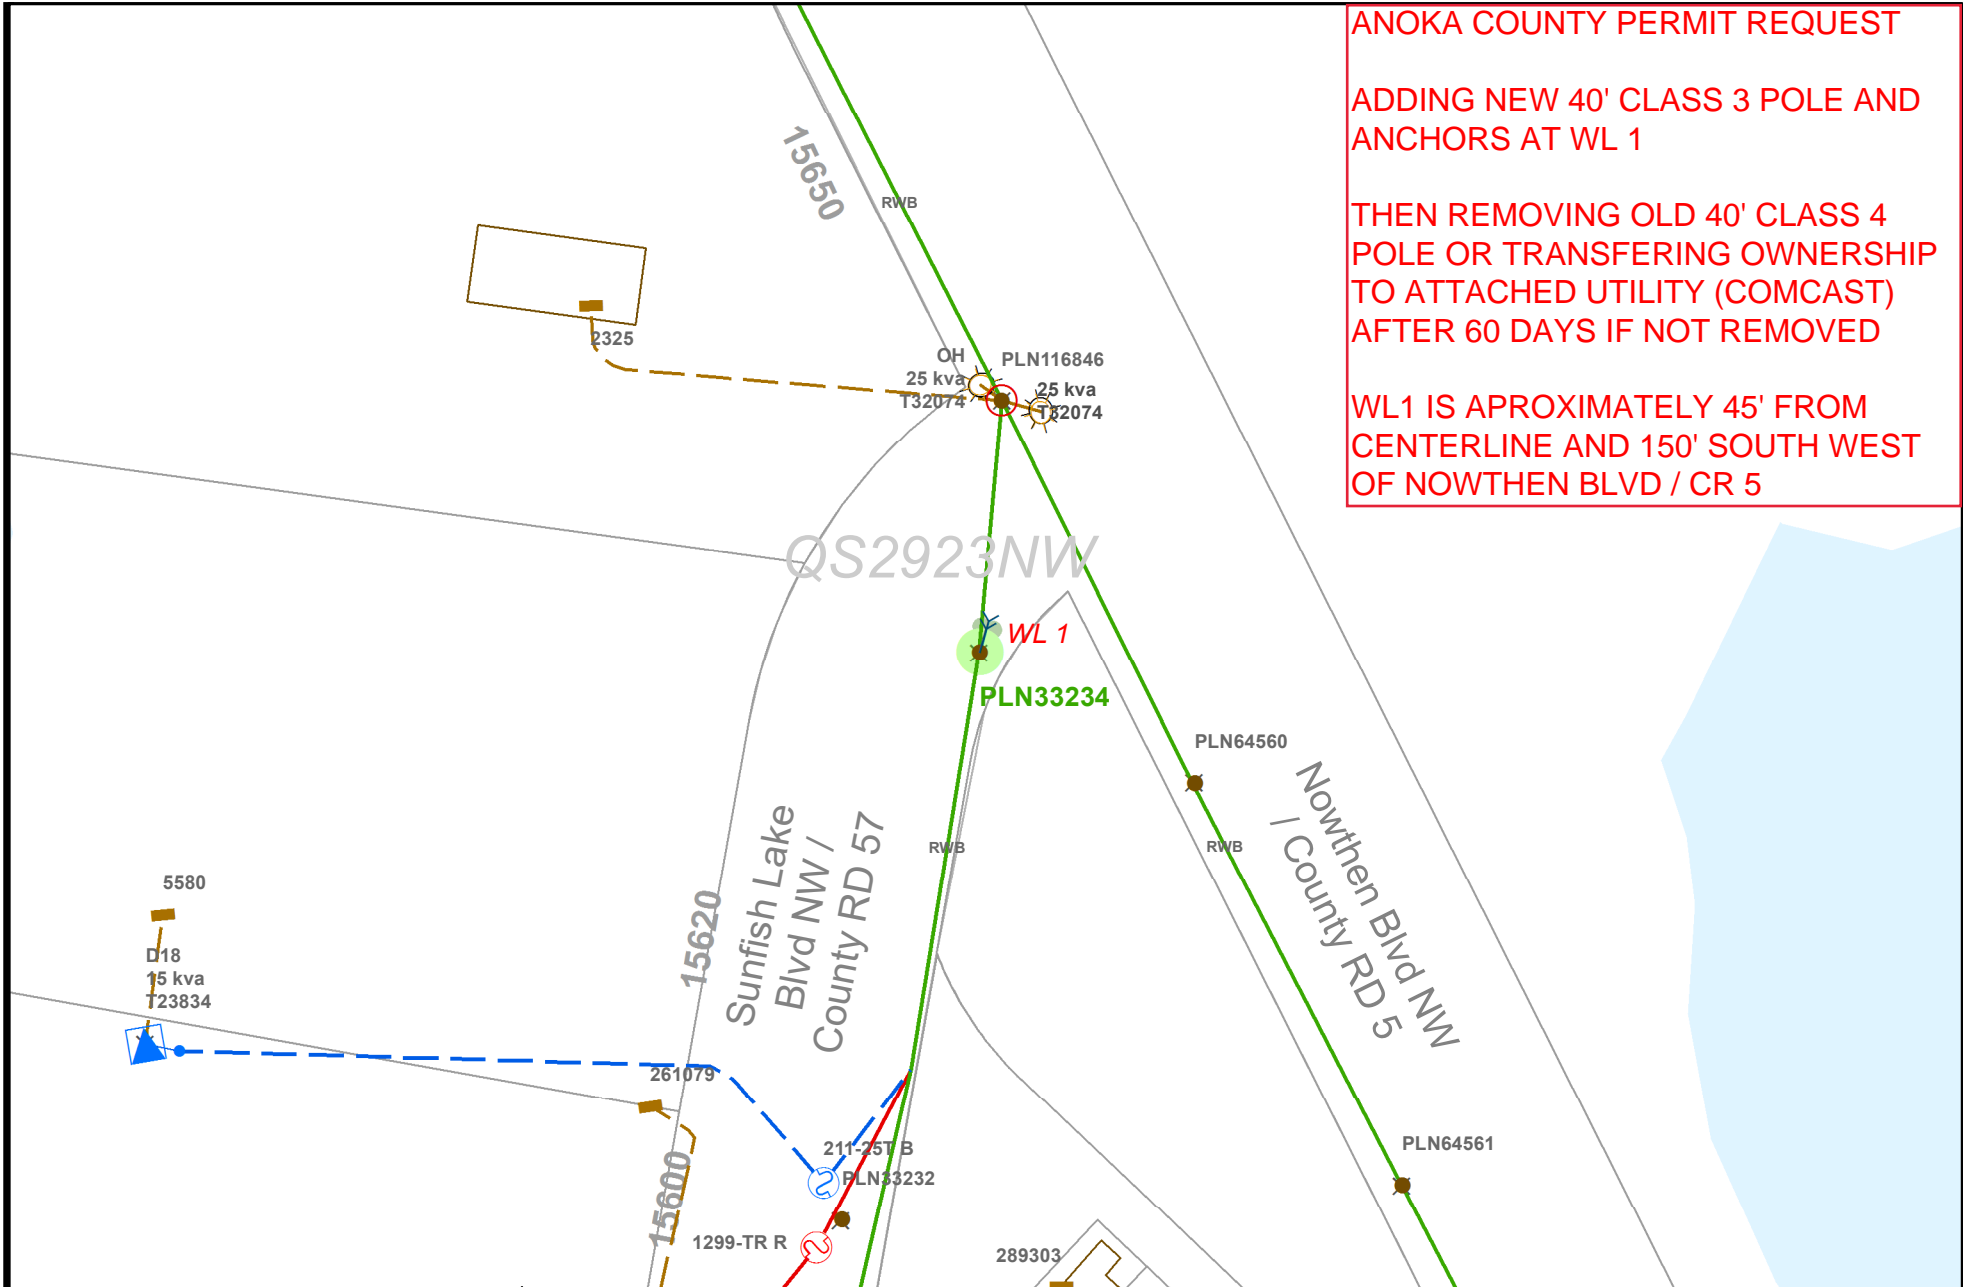 ANOKA COUNTY PERMIT REQUEST
ADDING NEW 40' CLASS 3 POLE AND
ANCHORS AT WL 1
THEN REMOVING OLD 40' CLASS 4
POLE OR TRANSFERING OWNERSHIP
TO ATTACHED UTILITY (COMCAST)
AFTER 60 DAYS IF NOT REMOVED
WL1 IS APROXIMATELY 45' FROM
CENTERLINE AND 150' SOUTH WEST
OF NOWTHEN BLVD / CR 5
15650
RWB
2325
OH
25 kva
T32074
PLN116846
25 kva
T32074
QS2923NW
WL 1
PLN33234
PLN64560
RWB
RWB
Nowthen Blvd NW
/ County RD 5
Sunfish Lake
Blvd NW /
County RD 57
15620
5580
D18
15 kva
T23834
261079
211-25T B
PLN33232
PLN64561
15600
1299-TR R
289303